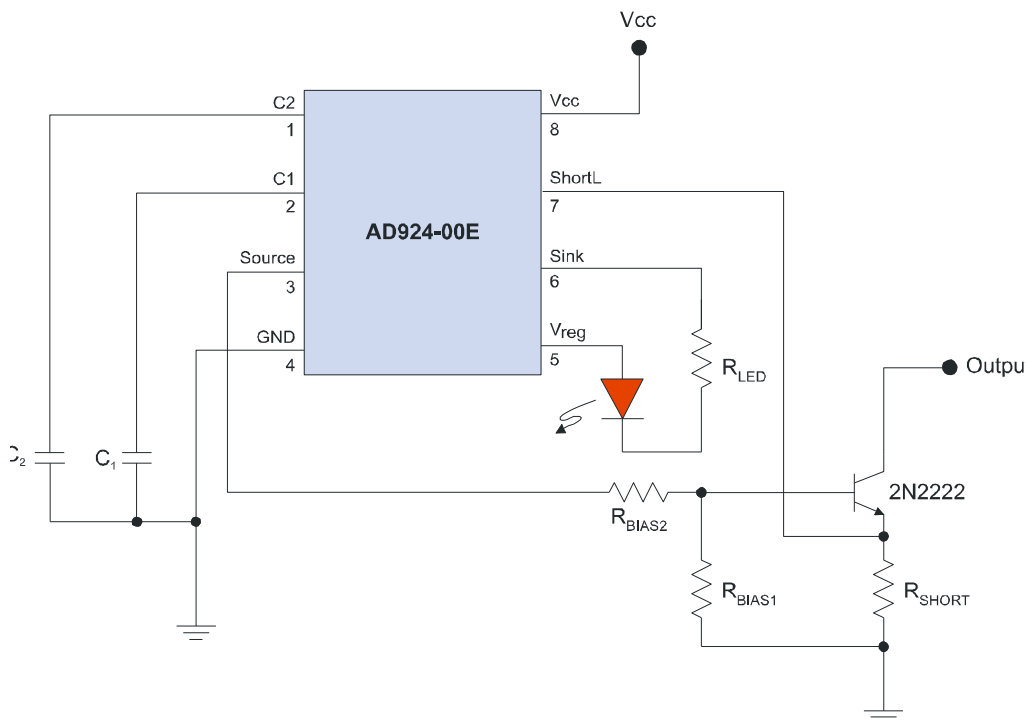 Vcc
C2
1
Vcc
8
C1
2
ShortL
7
AD924-00E
Source
3
Sink
6
GND
4
Vreg
5
RLED
Outpu
C₁
2N2222
RBIAS2
RBIAS1
RSHORT